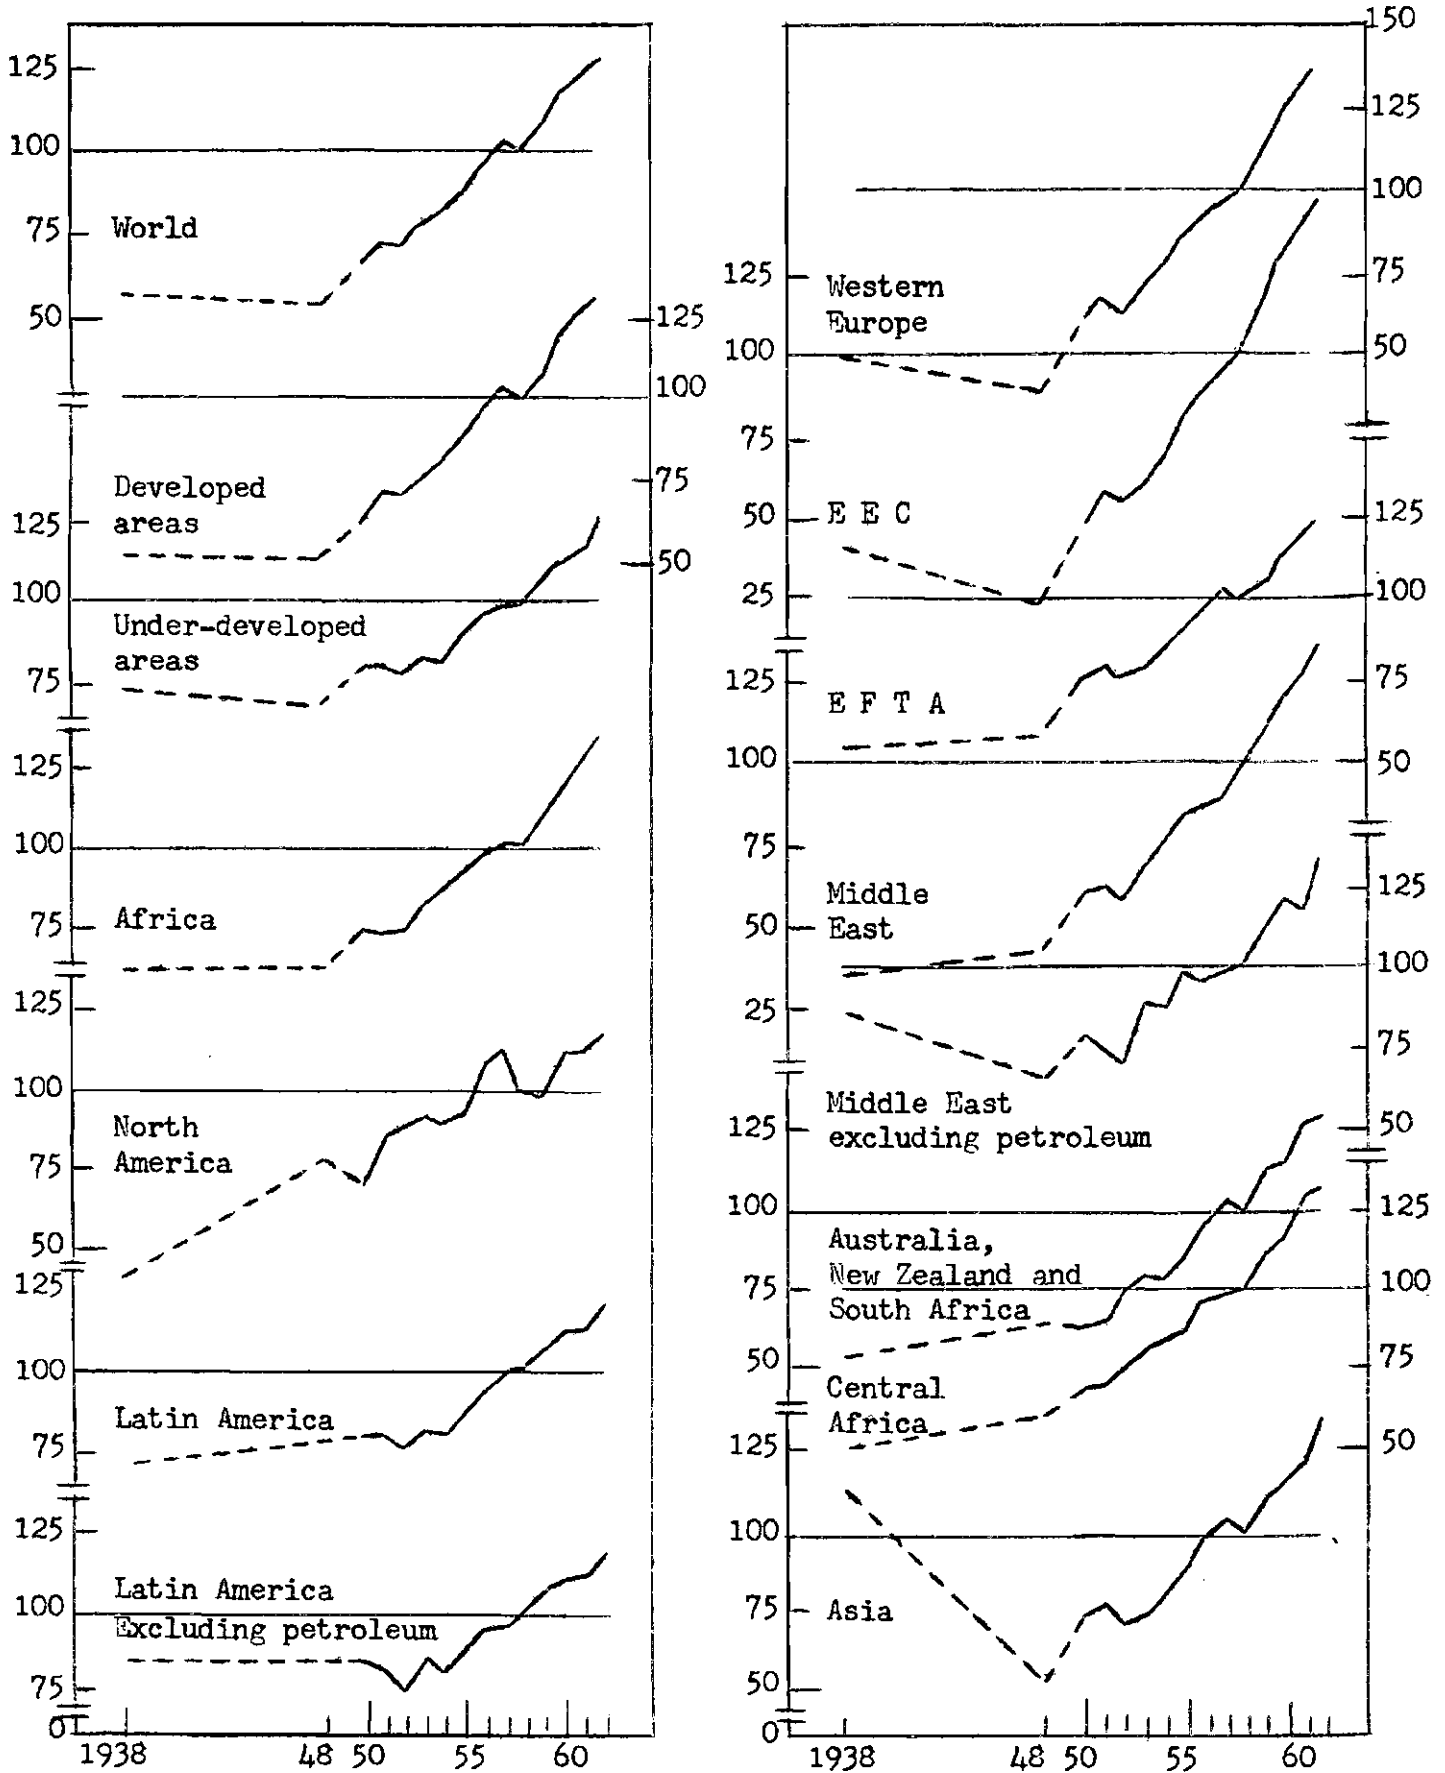 150
125
125
100
100
75
World
125
75
Western
50
125
Europe
100
50
100
75
Developed
75
areas
125
50
E E C
125
50
100
25
100
Under-developed
areas
75
125
E F T A
75
125
100
50
100
75
Middle
125
Africa
75
50
East
100
125
25
75
100
Middle East
North
125
excluding petroleum
50
America
75
100
125
50
Australia,
125
75
New Zealand and
100
South Africa
100
50
75
Central
Latin America
Africa
75
125
50
125
100
Latin America
100
Excluding petroleum
75
Asia
75
50
0
0
1938 48 50 55 60
1938 48 50 55 60